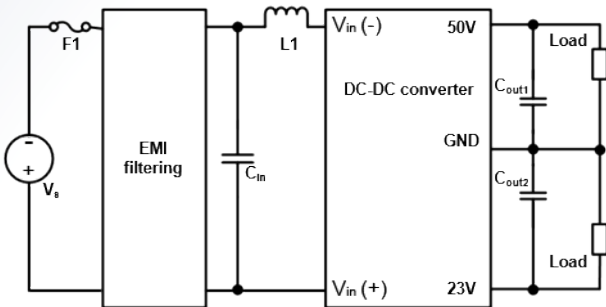 F1
L1
Vin (-)
50V
Load
DC-DC converter
Cout1
GND
-
+
Vs
EMI
filtering
Cin
Cout2
Load
Vin (+)
23V